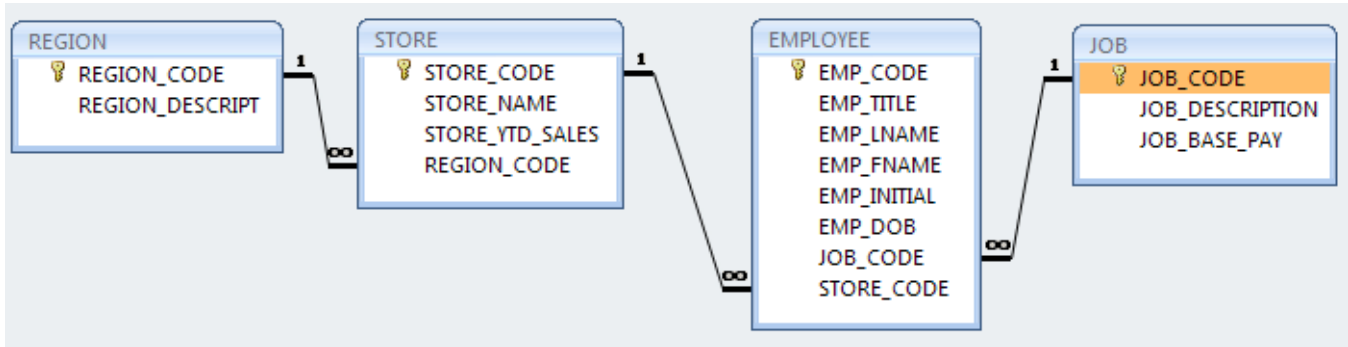 REGION
REGION_CODE
REGION_DESCRIPT
1
∞
STORE
STORE_CODE
STORE_NAME
STORE_YTD_SALES
REGION_CODE
1
∞
EMPLOYEE
EMP_CODE
EMP_TITLE
EMP_LNAME
EMP_FNAME
EMP_INITIAL
EMP_DOB
JOB_CODE
STORE_CODE
∞
1
JOB
JOB_CODE
JOB_DESCRIPTION
JOB_BASE_PAY